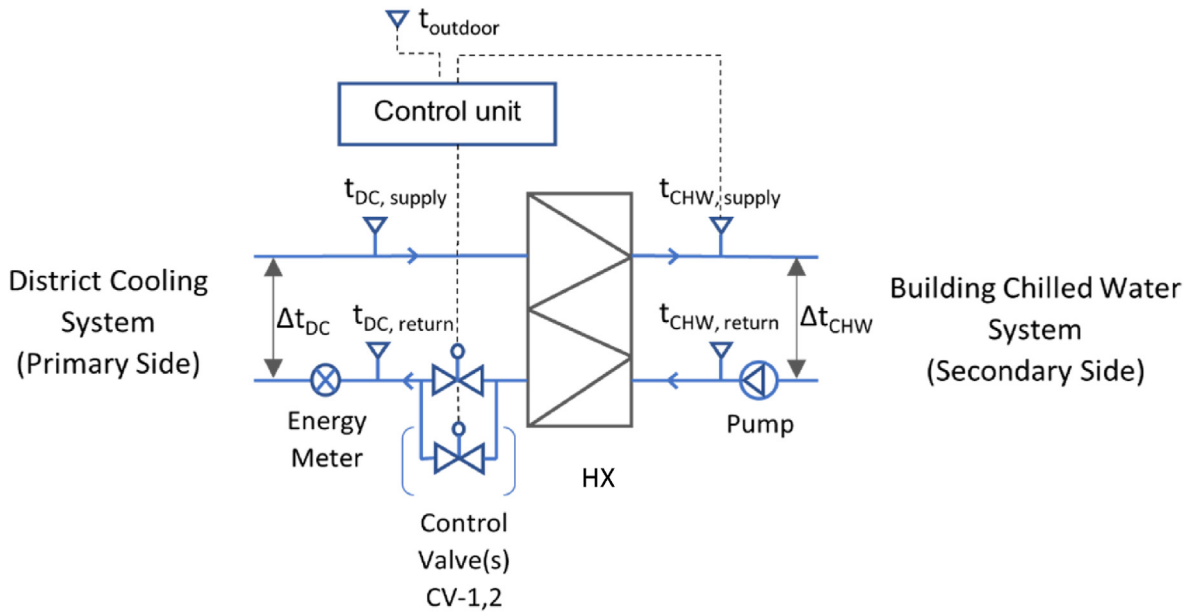 t_outdoor
Control unit
t_DC, supply
t_CHW, supply
District Cooling
System
(Primary Side)
Δt_DC
t_DC, return
t_CHW, return
Δt_CHW
Building Chilled Water
System
(Secondary Side)
Energy
Meter
Pump
HX
Control
Valve(s)
CV-1,2